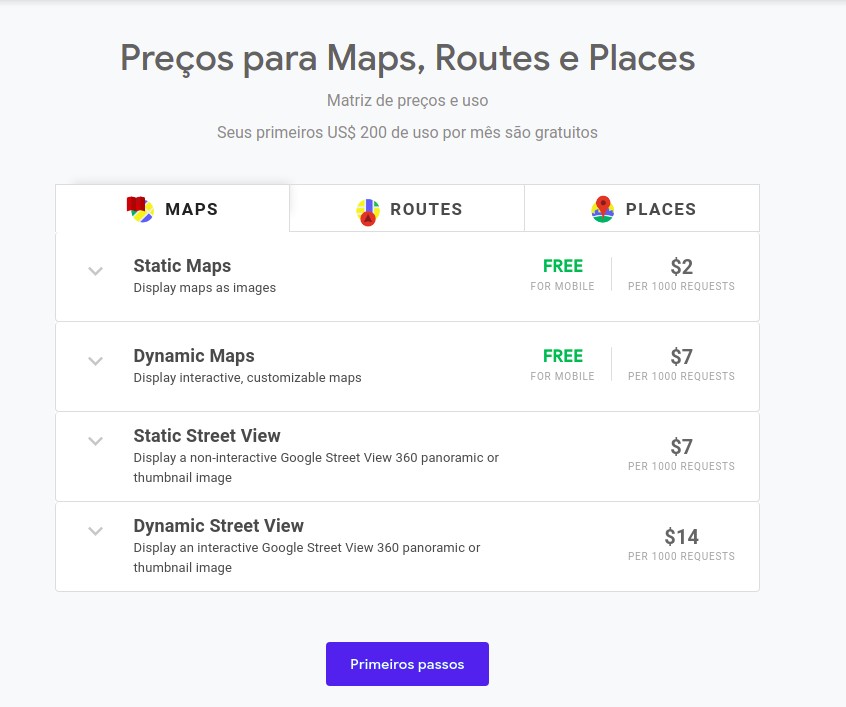 Preços para Maps, Routes e Places
Matriz de preços e uso
Seus primeiros US$ 200 de uso por mês são gratuitos
MAPS
ROUTES
PLACES
Static Maps
Display maps as images
FREE
FOR MOBILE
$2
PER 1000 REQUESTS
Dynamic Maps
Display interactive, customizable maps
FREE
FOR MOBILE
$7
PER 1000 REQUESTS
Static Street View
Display a non-interactive Google Street View 360 panoramic or
thumbnail image
$7
PER 1000 REQUESTS
Dynamic Street View
Display an interactive Google Street View 360 panoramic or
thumbnail image
$14
PER 1000 REQUESTS
Primeiros passos